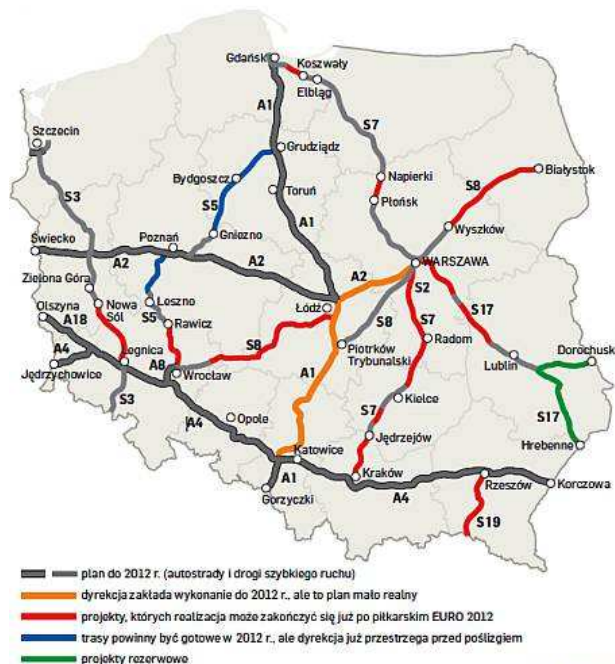 Gdańsk
Koszwały
Elbląg
A1
S7
Szczecin
Grudziądz
Bydgoszcz
Napierki
Białystok
S8
S3
Toruń
Płońsk
S5
Wyszków
Gniezno
A1
Świecko
Poznań
WARSZAWA
A2
A2
A2
S2
Zielona Góra
Leszno
Łódź
S17
Olszyna
Nowa Sól
S5
Rawicz
S8
S7
A18
S8
Radom
Dorochusk
A4
Legnica
A8
Piotrków Trybunalski
Lublin
Jędrzychowice
Wrocław
A1
S3
Opole
Kielce
S17
A4
S7
Jędrzejów
Hrebenne
Katowice
Kraków
Rzeszów
A1
Korczowa
Gorzyczki
A4
S19
plan do 2012 r. (autostrady i drogi szybkiego ruchu)
dyrekcja zakłada wykonanie do 2012 r., ale to plan mało realny
projekty, których realizacja może zakończyć się już po piłkarskim EURO 2012
trasy powinny być gotowe w 2012 r., ale dyrekcja już przestrzega przed poślizgiem
projekty rezerwowe